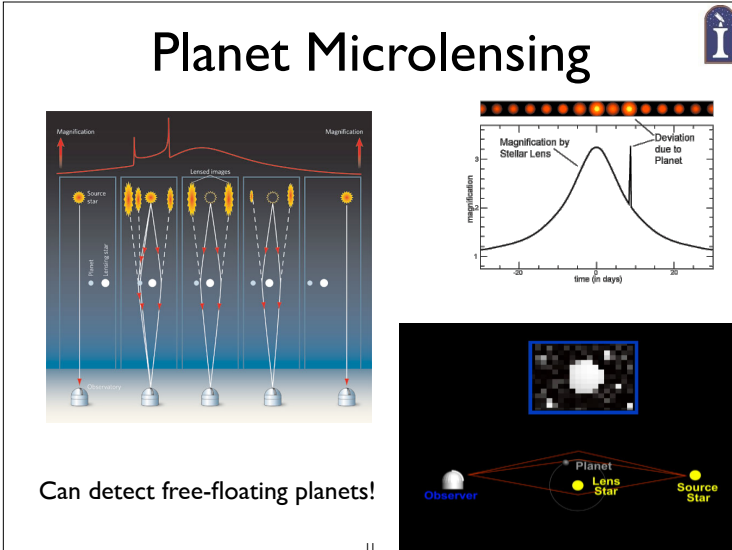 Planet Microlensing
I
Magnification
Magnification
Lensed images
Source
star
Planet
Lensing star
Observatory
Magnification by
Stellar Lens
Deviation
due to
Planet
magnification
3
2
1
-20
0
20
time (in days)
Planet
Lens
Star
Observer
Source
Star
Can detect free-floating planets!
11